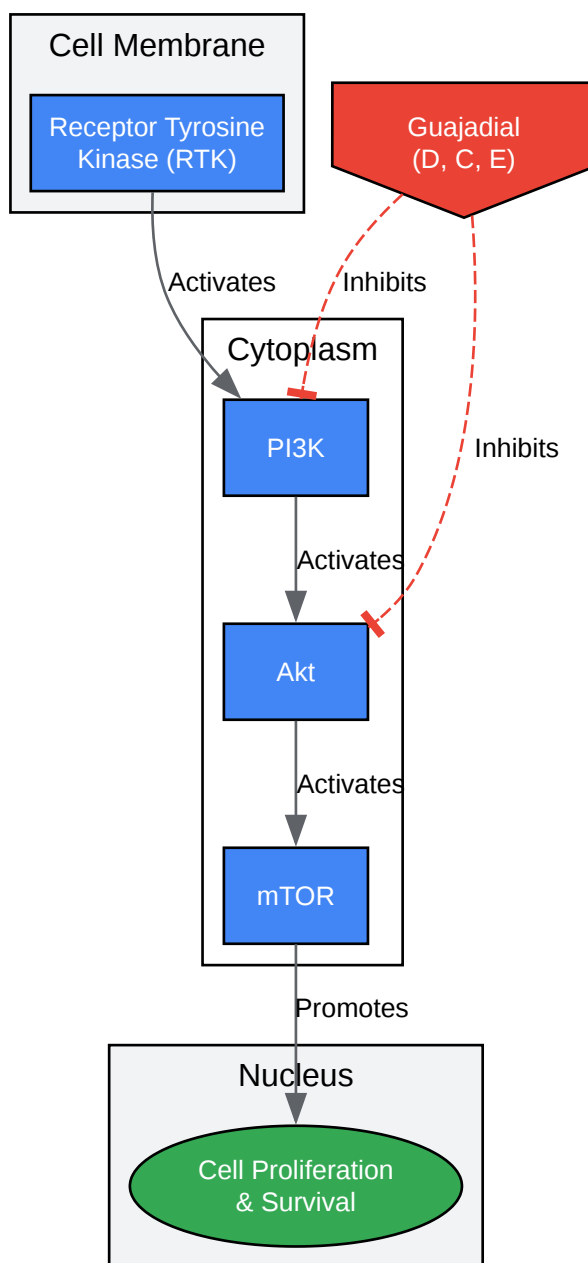 Cell Membrane
Receptor Tyrosine
Kinase (RTK)
Guajadial
(D, C, E)
Activates
Inhibits
Cytoplasm
PI3K
Inhibits
Activates
Akt
Activates
mTOR
Promotes
Nucleus
Cell Proliferation
& Survival